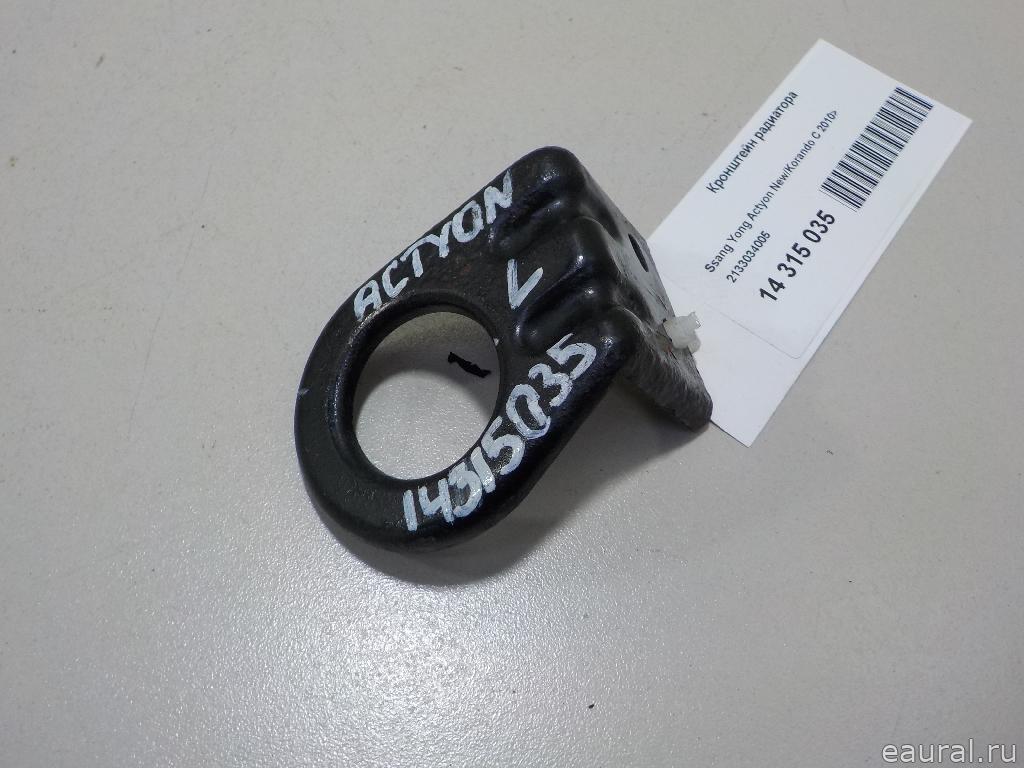 ACTYON
L
14315035
Кронштейн радиатора
Ssang Yong Actyon New/Korando C 2010>
2133034005
14 315 035
eaural.ru